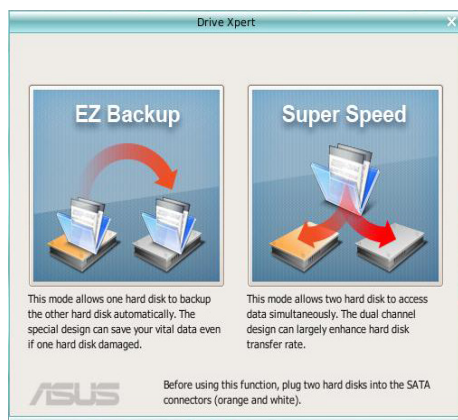 Drive Xpert
EZ Backup
This mode allows one hard disk to backup
the other hard disk automatically. The
special design can save your vital data even
if one hard disk damaged.
Super Speed
This mode allows two hard disk to access
data simultaneously. The dual channel
design can largely enhance hard disk
transfer rate.
ASUS
Before using this function, plug two hard disks into the SATA
connectors (orange and white).